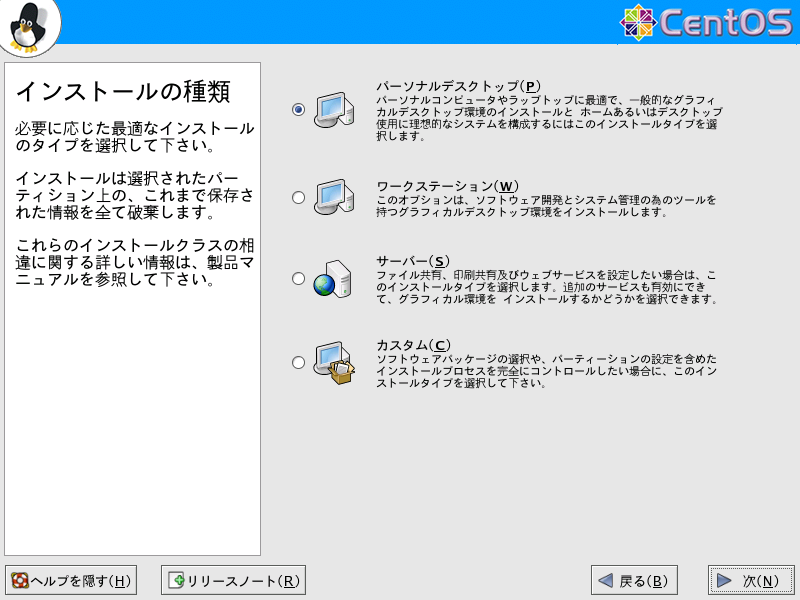 CentOS
インストールの種類
必要に応じた最適なインストール
のタイプを選択して下さい。
インストールは選択されたパー
ティション上の、これまで保存さ
れた情報を全て破棄します。
これらのインストールクラスの相
違に関する詳しい情報は、製品マ
ニュアルを参照して下さい。
パーソナルデスクトップ(P)
パーソナルコンピュータやラップトップに最適で、一般的なグラフィ
カルデスクトップ環境のインストールと ホームあるいはデスクトップ
使用に理想的なシステムを構成するにはこのインストールタイプを選
択します。
ワークステーション(W)
このオプションは、ソフトウェア開発とシステム管理の為のツールを
持つグラフィカルデスクトップ環境をインストールします。
サーバー(S)
ファイル共有、印刷共有及びウェブサービスを設定したい場合は、こ
のインストールタイプを選択します。追加のサービスも有効にでき
て、グラフィカル環境を インストールするかどうかを選択できます。
カスタム(C)
ソフトウェアパッケージの選択や、パーティーションの設定を含めた
インストールプロセスを完全にコントロールしたい場合に、このイン
ストールタイプを選択して下さい。
ヘルプを隠す(H)
リリースノート(R)
戻る(B)
次(N)